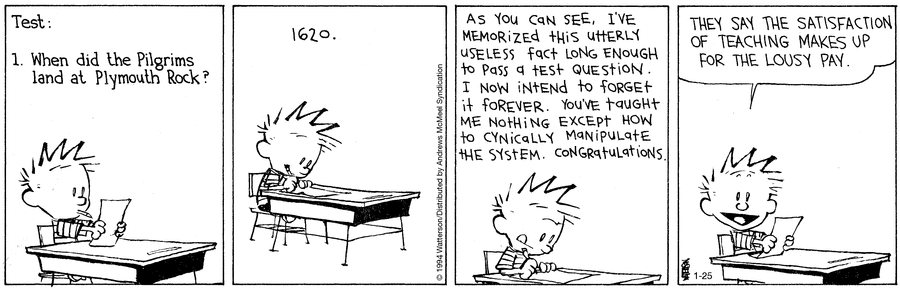 Test:
1. When did the Pilgrims
land at Plymouth Rock?
1620.
© 1994 Watterson/Distributed by Andrews McMeel Syndication
AS YOU CAN SEE, I'VE
MEMORIZED THIS UTTERLY
USELESS FACT LONG ENOUGH
TO PASS A TEST QUESTION.
I NOW INTEND TO FORGET
IT FOREVER. YOU'VE TAUGHT
ME NOTHING EXCEPT HOW
TO CYNICALLY MANIPULATE
THE SYSTEM. CONGRATULATIONS.
THEY SAY THE SATISFACTION
OF TEACHING MAKES UP
FOR THE LOUSY PAY.
1-25